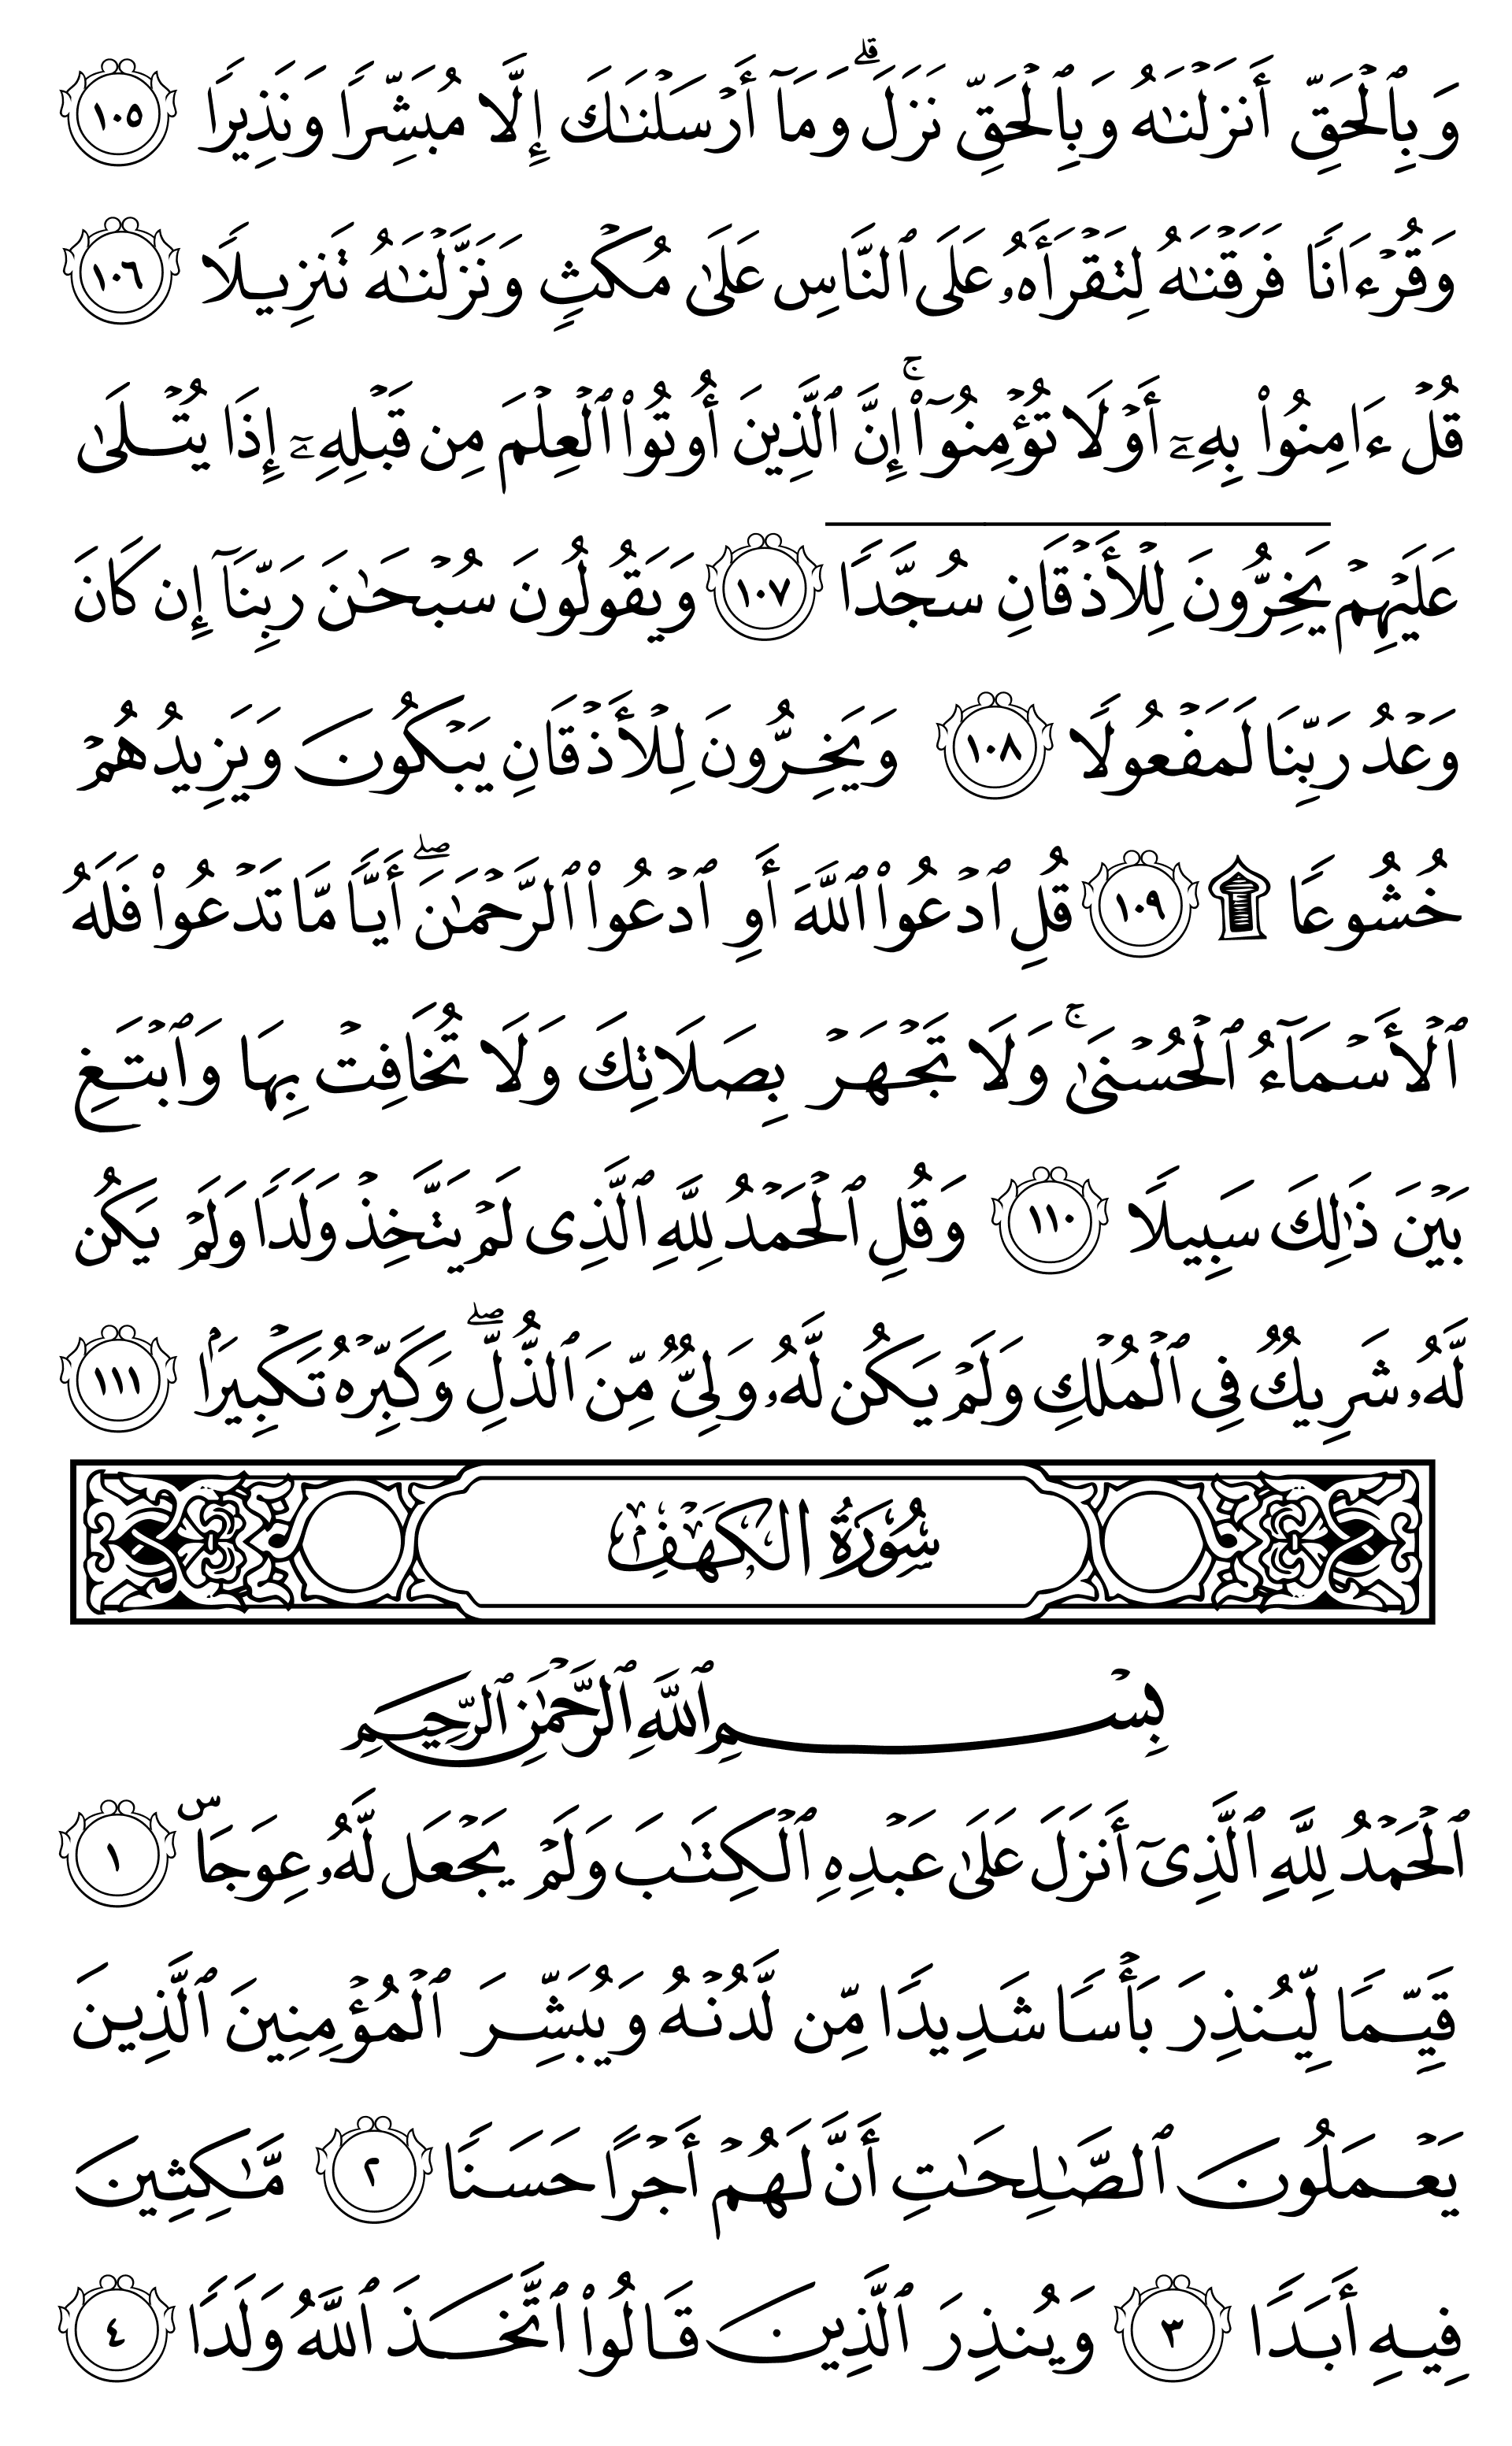 وَبِٱلۡحَقِّ أَنزَلۡنَٰهُ وَبِٱلۡحَقِّ نَزَلَۗ وَمَآ أَرۡسَلۡنَٰكَ إِلَّا مُبَشِّرٗا وَنَذِيرٗا ١٠٥
وَقُرۡءَانٗا فَرَقۡنَٰهُ لِتَقۡرَأَهُۥ عَلَى ٱلنَّاسِ عَلَىٰ مُكۡثٖ وَنَزَّلۡنَٰهُ تَنزِيلٗا ١٠٦
قُلۡ ءَامِنُواْ بِهِۦٓ أَوۡ لَا تُؤۡمِنُوٓاْۚ إِنَّ ٱلَّذِينَ أُوتُواْ ٱلۡعِلۡمَ مِن قَبۡلِهِۦٓ إِذَا يُتۡلَىٰ
عَلَيۡهِمۡ يَخِرُّونَ لِلۡأَذۡقَانِ سُجَّدٗا ١٠٧ وَيَقُولُونَ سُبۡحَٰنَ رَبِّنَآ إِن كَانَ
وَعۡدُ رَبِّنَا لَمَفۡعُولٗا ١٠٨ وَيَخِرُّونَ لِلۡأَذۡقَانِ يَبۡكُونَ وَيَزِيدُهُمۡ
خُشُوعٗا ۩ ١٠٩ قُلِ ٱدۡعُواْ ٱللَّهَ أَوِ ٱدۡعُواْ ٱلرَّحۡمَٰنَۖ أَيّٗا مَّا تَدۡعُواْ فَلَهُ
ٱلۡأَسۡمَآءُ ٱلۡحُسۡنَىٰۚ وَلَا تَجۡهَرۡ بِصَلَاتِكَ وَلَا تُخَافِتۡ بِهَا وَٱبۡتَغِ
بَيۡنَ ذَٰلِكَ سَبِيلٗا ١١٠ وَقُلِ ٱلۡحَمۡدُ لِلَّهِ ٱلَّذِى لَمۡ يَتَّخِذۡ وَلَدٗا وَلَمۡ يَكُن
لَّهُۥ شَرِيكٞ فِى ٱلۡمُلۡكِ وَلَمۡ يَكُن لَّهُۥ وَلِىّٞ مِّنَ ٱلذُّلِّۖ وَكَبِّرۡهُ تَكۡبِيرَۢا ١١١
سُورَةُ الكَهۡفِ
بِسۡمِ ٱللَّهِ ٱلرَّحۡمَٰنِ ٱلرَّحِيمِ
ٱلۡحَمۡدُ لِلَّهِ ٱلَّذِىٓ أَنزَلَ عَلَىٰ عَبۡدِهِ ٱلۡكِتَٰبَ وَلَمۡ يَجۡعَل لَّهُۥ عِوَجَاۜ ١
قَيِّمٗا لِّيُنذِرَ بَأۡسٗا شَدِيدٗا مِّن لَّدُنۡهُ وَيُبَشِّرَ ٱلۡمُؤۡمِنِينَ ٱلَّذِينَ
يَعۡمَلُونَ ٱلصَّٰلِحَٰتِ أَنَّ لَهُمۡ أَجۡرًا حَسَنٗا ٢ مَّٰكِثِينَ
فِيهِ أَبَدٗا ٣ وَيُنذِرَ ٱلَّذِينَ قَالُواْ ٱتَّخَذَ ٱللَّهُ وَلَدٗا ٤